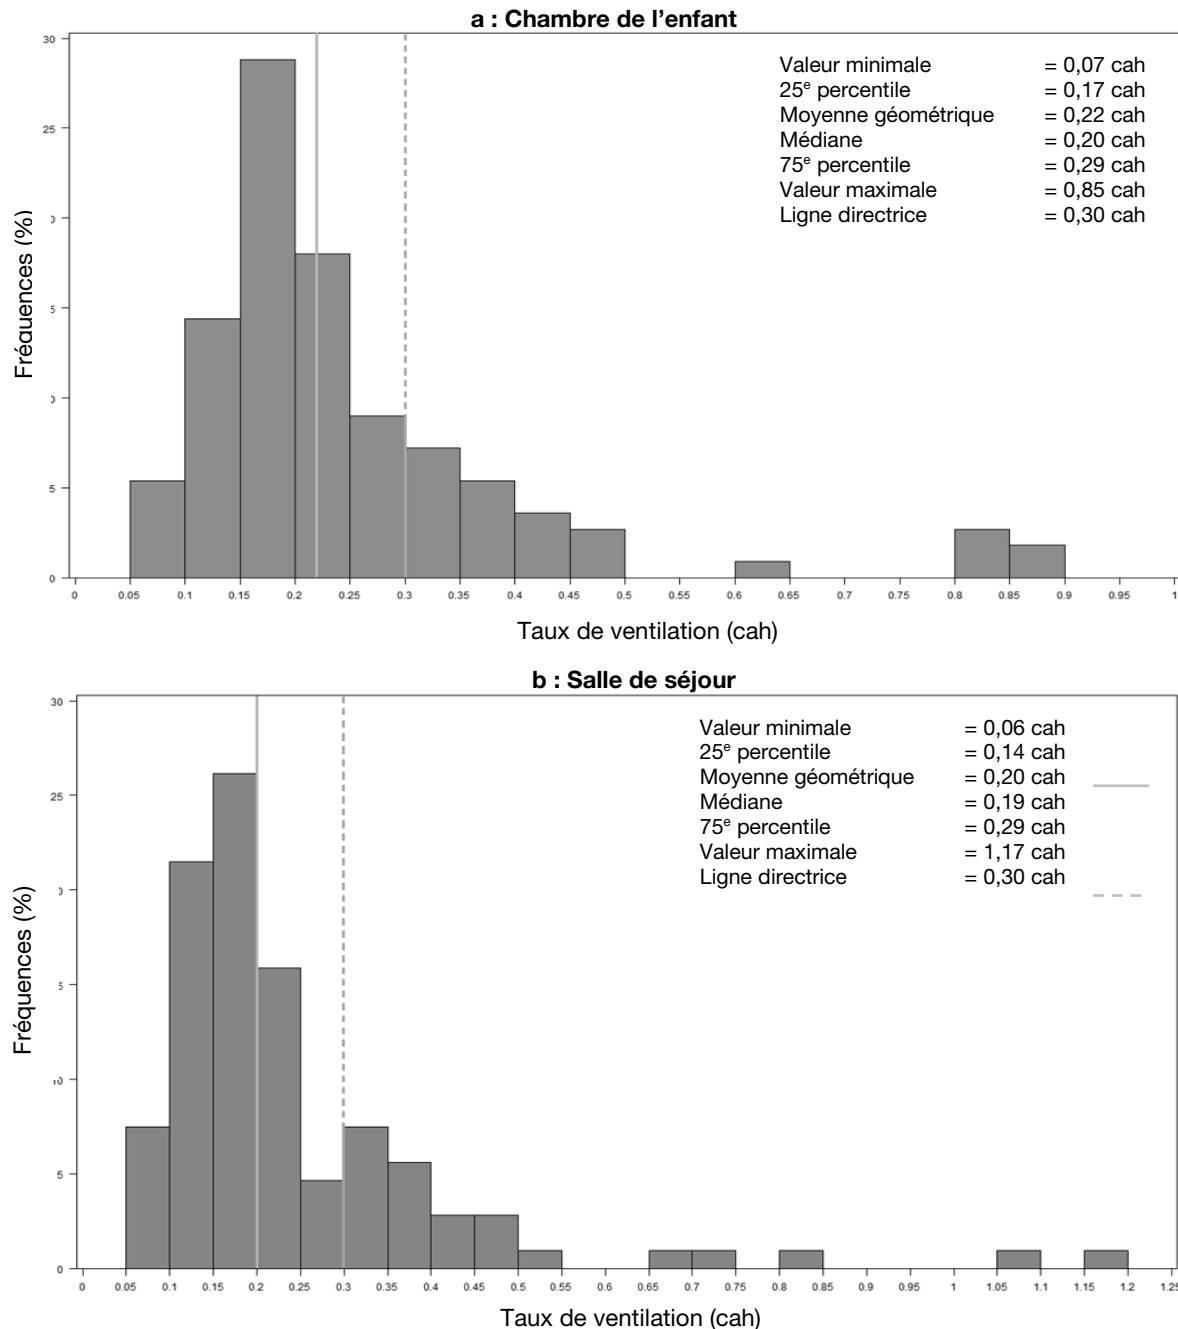 a : Chambre de l'enfant
Valeur minimale = 0,07 cah
25e percentile = 0,17 cah
Moyenne géométrique = 0,22 cah
Médiane = 0,20 cah
75e percentile = 0,29 cah
Valeur maximale = 0,85 cah
Ligne directrice = 0,30 cah
Fréquences (%)
30
25
5
0
0 0.05 0.1 0.15 0.2 0.25 0.3 0.35 0.4 0.45 0.5 0.55 0.6 0.65 0.7 0.75 0.8 0.85 0.9 0.95 1
Taux de ventilation (cah)
b : Salle de séjour
Valeur minimale = 0,06 cah
25e percentile = 0,14 cah
Moyenne géométrique = 0,20 cah
Médiane = 0,19 cah
75e percentile = 0,29 cah
Valeur maximale = 1,17 cah
Ligne directrice = 0,30 cah
Fréquences (%)
30
25
10
5
0
0 0.05 0.1 0.15 0.2 0.25 0.3 0.35 0.4 0.45 0.5 0.55 0.6 0.65 0.7 0.75 0.8 0.85 0.9 0.95 1 1.05 1.1 1.15 1.2 1.25
Taux de ventilation (cah)